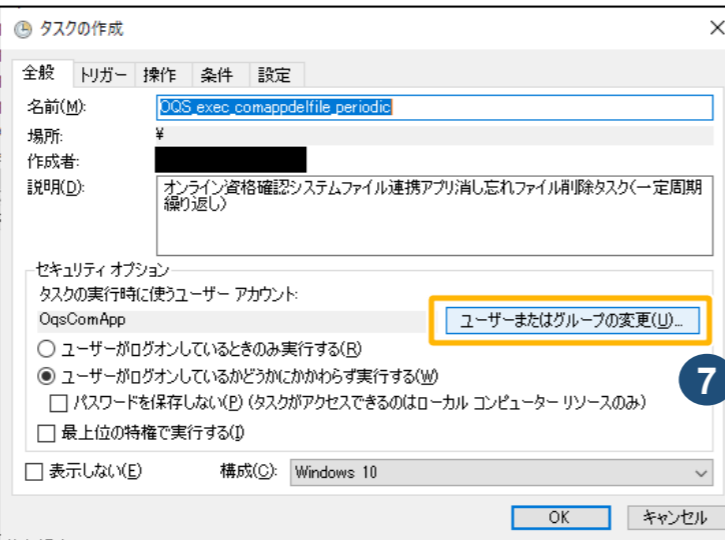 タスクの作成
全般 トリガー 操作 条件 設定
名前(M): OQS_exec_comappdelfile_periodic
場所: ¥
作成者:
説明(D): オンライン資格確認システムファイル連携アプリ消し忘れファイル削除タスク(一定周期
繰り返し)
セキュリティ オプション
タスクの実行時に使うユーザー アカウント:
OqsComApp ユーザーまたはグループの変更(U)...
ユーザーがログオンしているときのみ実行する(R)
ユーザーがログオンしているかどうかにかかわらず実行する(W)
7
パスワードを保存しない(P) (タスクがアクセスできるのはローカル コンピューター リソースのみ)
最上位の特権で実行する(I)
表示しない(E) 構成(C): Windows 10
OK キャンセル